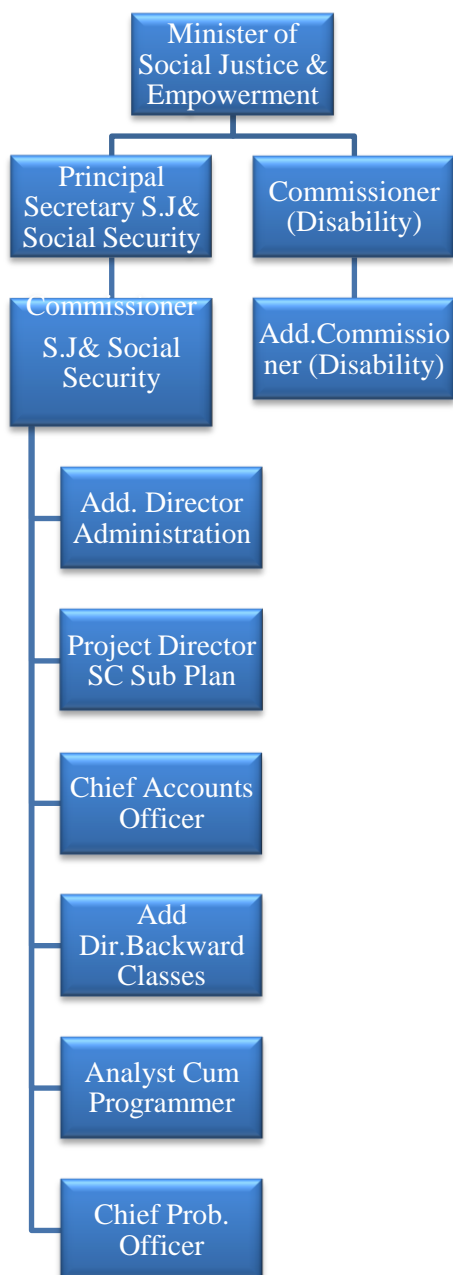 Minister of
Social Justice &
Empowerment
Principal
Secretary S.J&
Social Security
Commissioner
(Disability)
Commissioner
S.J& Social
Security
Add.Commissio
ner (Disability)
Add. Director
Administration
Project Director
SC Sub Plan
Chief Accounts
Officer
Add
Dir.Backward
Classes
Analyst Cum
Programmer
Chief Prob.
Officer